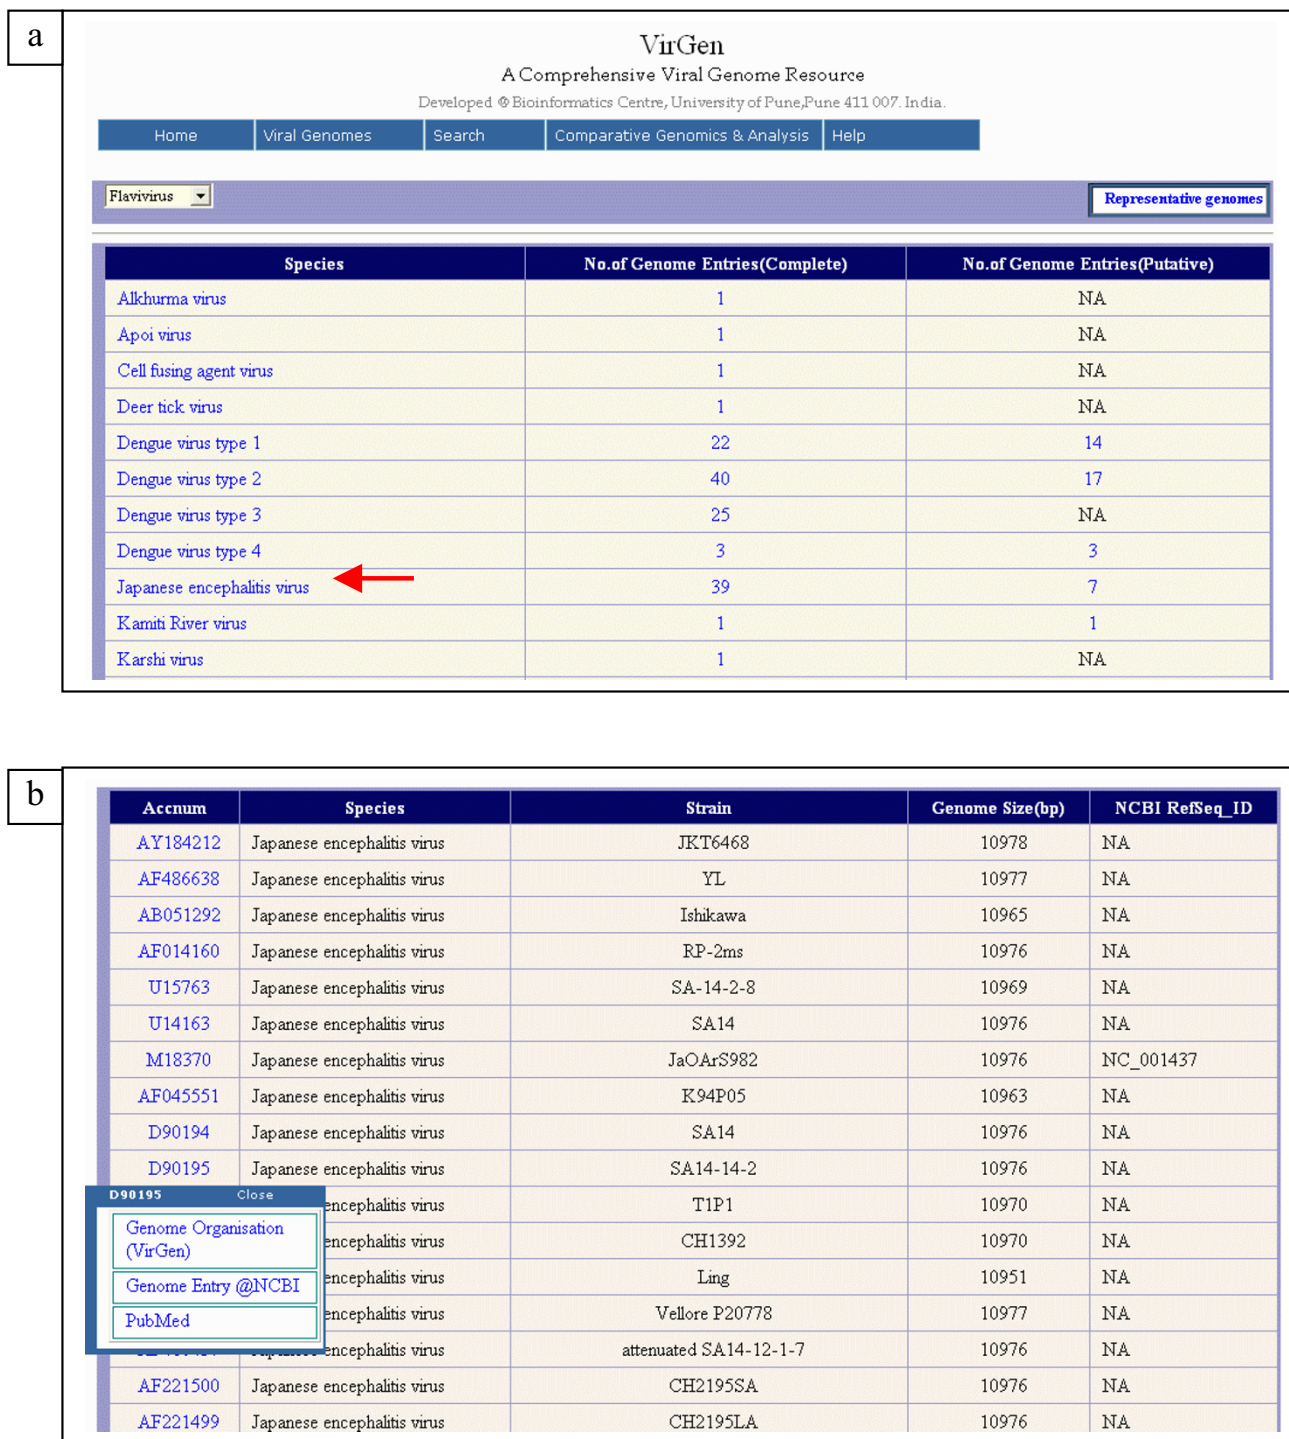 a
VirGen
A Comprehensive Viral Genome Resource
Developed @ Bioinformatics Centre, University of Pune,Pune 411 007. India.
Home Viral Genomes Search Comparative Genomics & Analysis Help
Flavivirus Representative genomes
Species No.of Genome Entries(Complete) No.of Genome Entries(Putative)
Alkhurma virus 1 NA
Apoi virus 1 NA
Cell fusing agent virus 1 NA
Deer tick virus 1 NA
Dengue virus type 1 22 14
Dengue virus type 2 40 17
Dengue virus type 3 25 NA
Dengue virus type 4 3 3
Japanese encephalitis virus 39 7
Kamiti River virus 1 1
Karshi virus 1 NA
b
Accnum Species Strain Genome Size(bp) NCBI RefSeq_ID
AY184212 Japanese encephalitis virus JKT6468 10978 NA
AF486638 Japanese encephalitis virus YL 10977 NA
AB051292 Japanese encephalitis virus Ishikawa 10965 NA
AF014160 Japanese encephalitis virus RP-2ms 10976 NA
U15763 Japanese encephalitis virus SA-14-2-8 10969 NA
U14163 Japanese encephalitis virus SA14 10976 NA
M18370 Japanese encephalitis virus JaOArS982 10976 NC_001437
AF045551 Japanese encephalitis virus K94P05 10963 NA
D90194 Japanese encephalitis virus SA14 10976 NA
D90195 Japanese encephalitis virus SA14-14-2 10976 NA
D90195 Close
encephalitis virus T1P1 10970 NA
Genome Organisation
(VirGen)
encephalitis virus CH1392 10970 NA
Genome Entry @NCBI
encephalitis virus Ling 10951 NA
PubMed
encephalitis virus Vellore P20778 10977 NA
encephalitis virus attenuated SA14-12-1-7 10976 NA
AF221500 Japanese encephalitis virus CH2195SA 10976 NA
AF221499 Japanese encephalitis virus CH2195LA 10976 NA